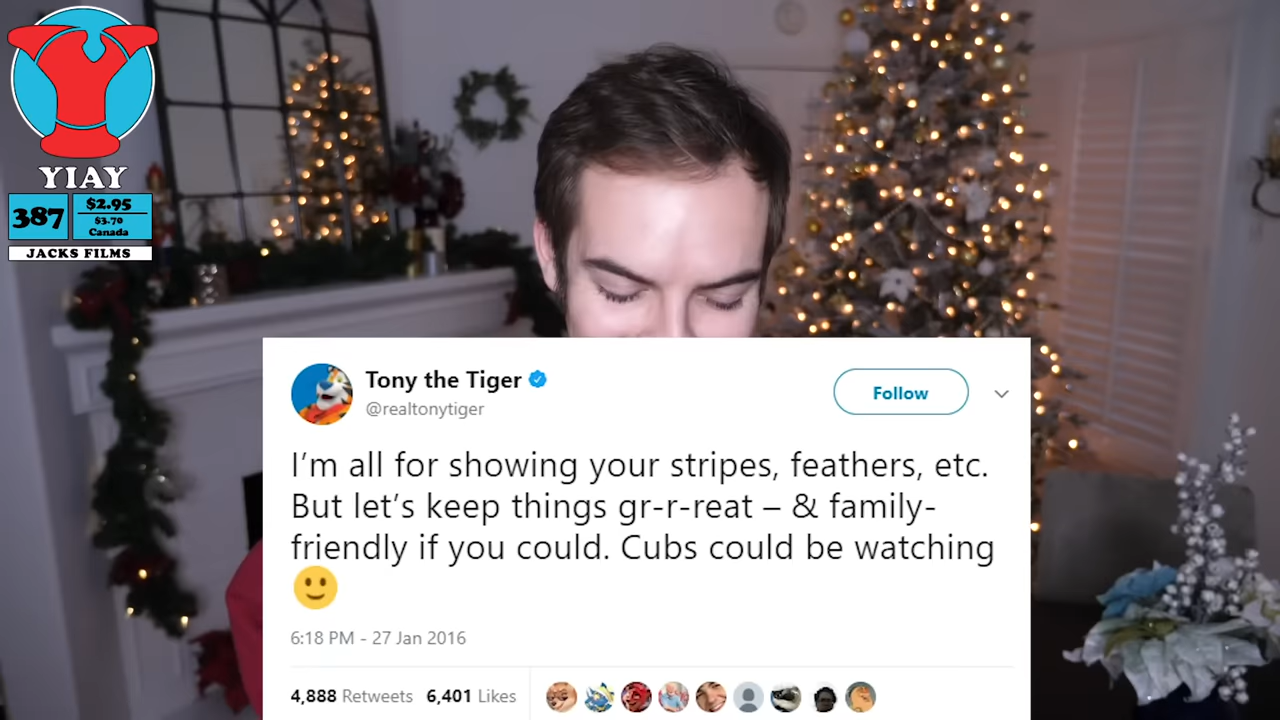 YIAY
387
$2.95
$3.70
Canada
JACKS FILMS
Tony the Tiger
@realtonytiger
Follow
I'm all for showing your stripes, feathers, etc.
But let's keep things gr-r-reat – & family-
friendly if you could. Cubs could be watching
🙂
6:18 PM - 27 Jan 2016
4,888 Retweets 6,401 Likes